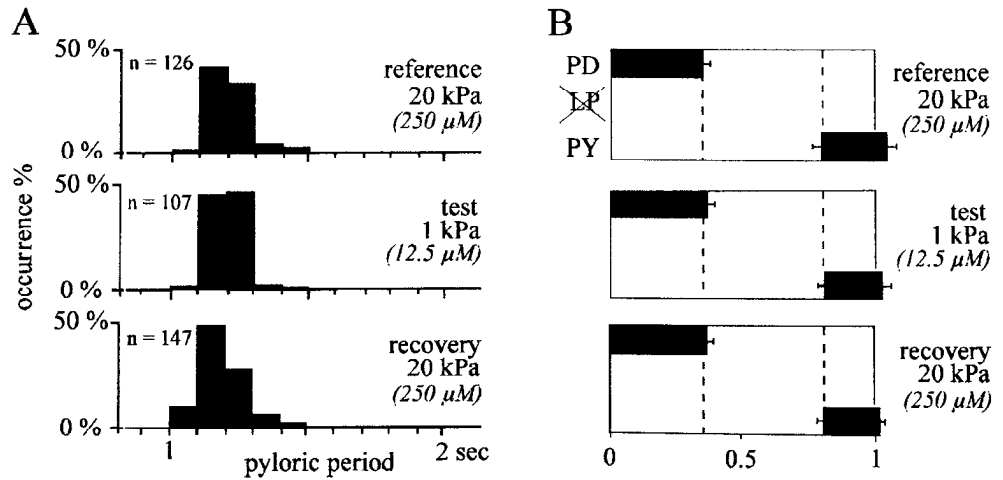 A
50 %
n = 126
reference
20 kPa
(250 µM)
0 %
50 %
n = 107
test
1 kPa
(12.5 µM)
0 %
50 %
n = 147
recovery
20 kPa
(250 µM)
0 %
occurrence %
1
2 sec
pyloric period
B
PD
LP
PY
reference
20 kPa
(250 µM)
test
1 kPa
(12.5 µM)
recovery
20 kPa
(250 µM)
0
0.5
1